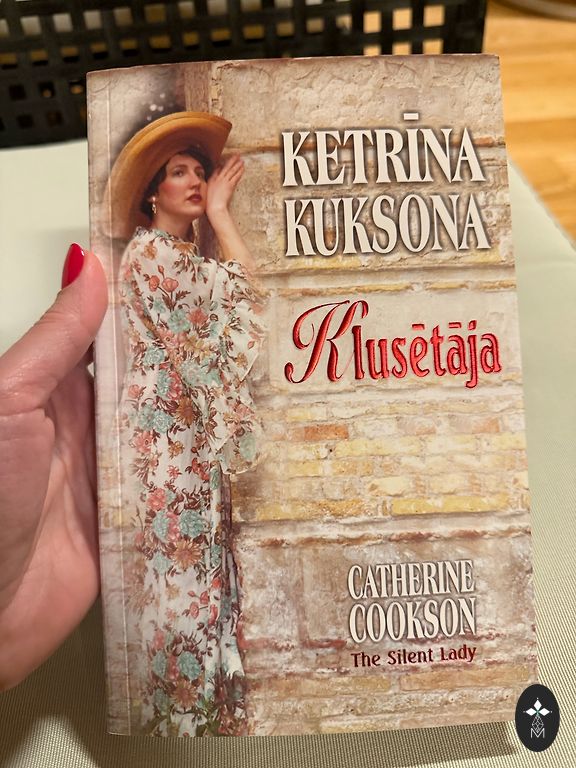 KETRĪNA
KUKSONA
Klusētāja
CATHERINE
COOKSON
The Silent Lady